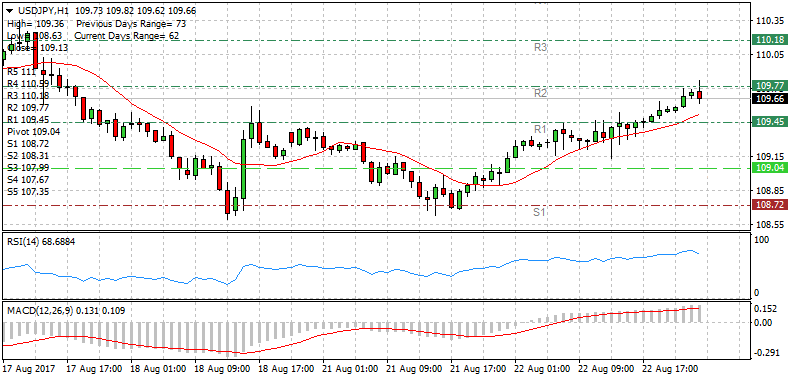 USDJPY,H1 109.73 109.82 109.62 109.66
High= 109.36 Previous Days Range= 73
Low= 108.63 Current Days Range= 62
Close= 109.13
R5 111
R4 110.59
R3 110.18
R2 109.77
R1 109.45
Pivot 109.04
S1 108.72
S2 108.31
S3 107.99
S4 107.67
S5 107.35
R3
R2
R1
S1
110.35
110.18
110.05
109.77
109.66
109.45
109.15
109.04
108.85
108.72
108.55
RSI(14) 68.6884
100
0
MACD(12,26,9) 0.131 0.109
0.152
0.00
-0.291
17 Aug 2017 17 Aug 17:00 18 Aug 01:00 18 Aug 09:00 18 Aug 17:00 21 Aug 01:00 21 Aug 09:00 21 Aug 17:00 22 Aug 01:00 22 Aug 09:00 22 Aug 17:00